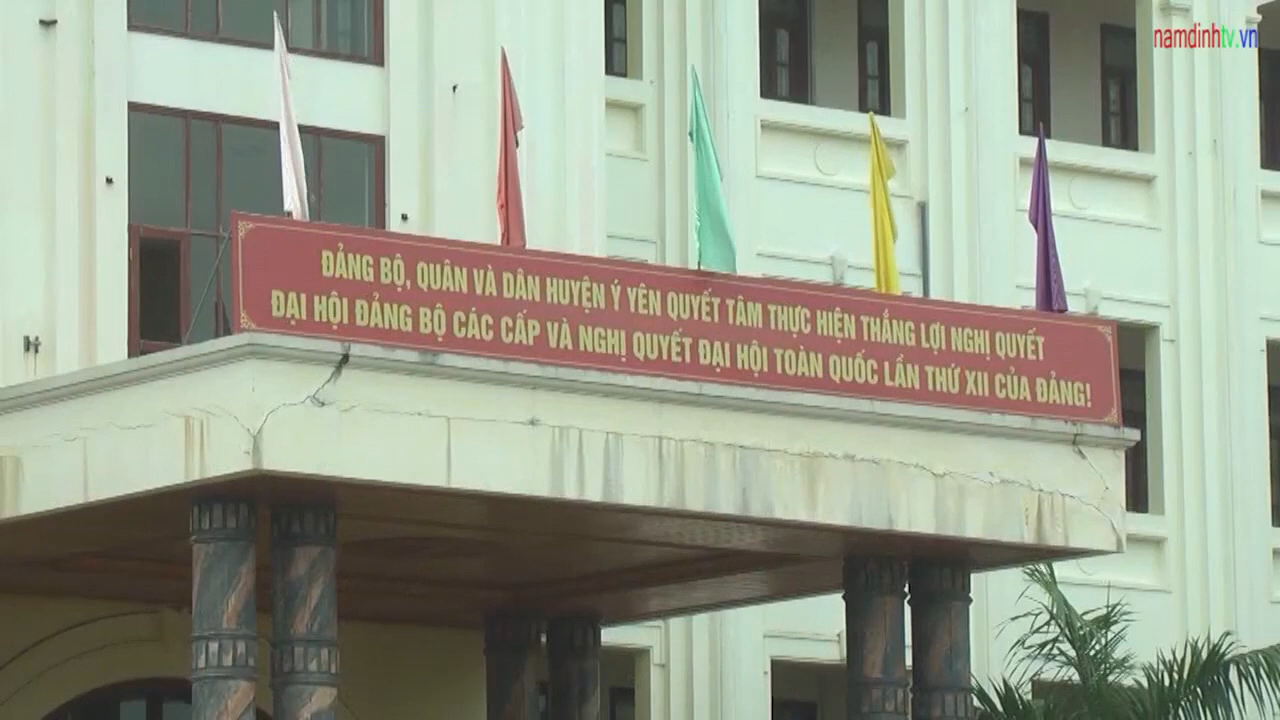 namdinhtv.vn
ĐẢNG BỘ, QUÂN VÀ DÂN HUYỆN Ý YÊN QUYẾT TÂM THỰC HIỆN THẮNG LỢI NGHỊ QUYẾT
ĐẠI HỘI ĐẢNG BỘ CÁC CẤP VÀ NGHỊ QUYẾT ĐẠI HỘI TOÀN QUỐC LẦN THỨ XII CỦA ĐẢNG!